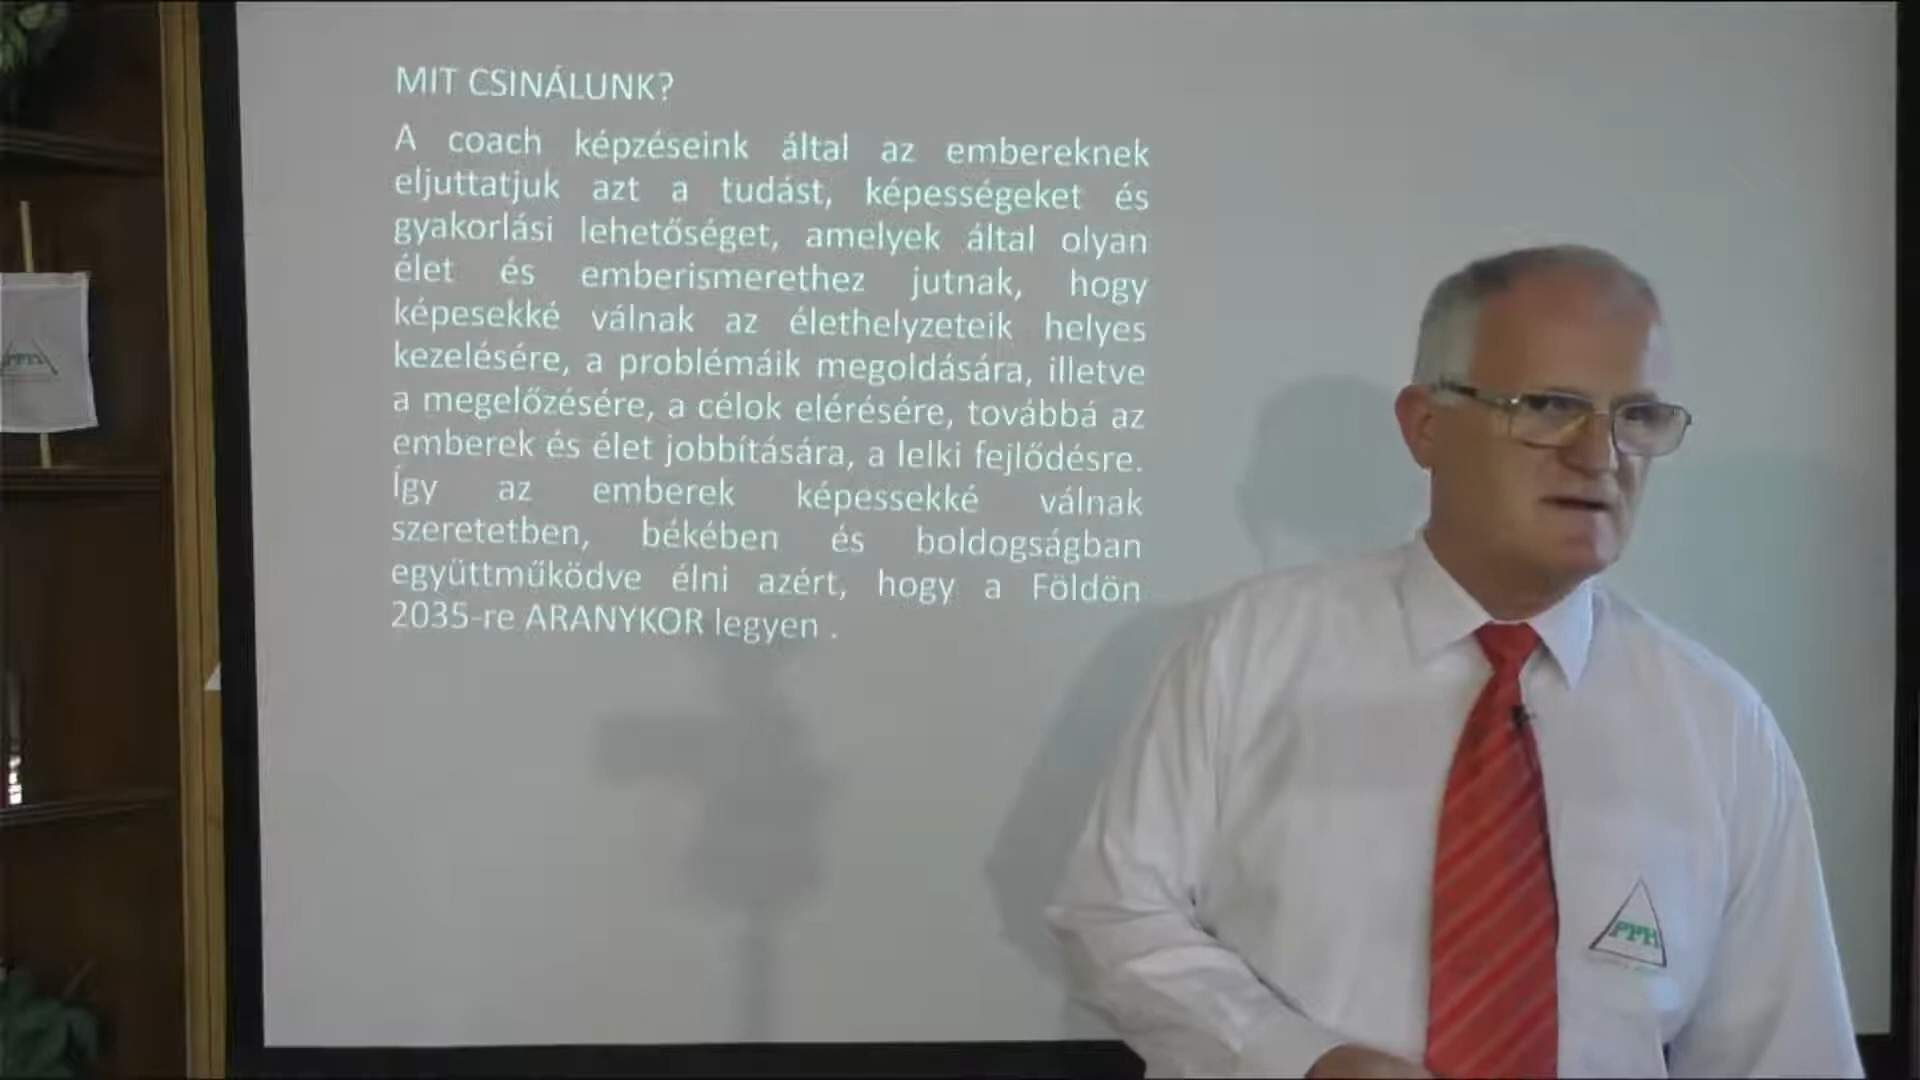 MIT CSINÁLUNK?
A coach képzéseink által az embereknek
eljuttatjuk azt a tudást, képességeket és
gyakorlási lehetőséget, amelyek által olyan
élet és emberismerethez jutnak, hogy
képesekké válnak az élethelyzeteik helyes
kezelésére, a problémáik megoldására, illetve
a megelőzésére, a célok elérésére, továbbá az
emberek és élet jobbítására, a lelki fejlődésre.
Így az emberek képessekké válnak
szeretetben, békében és boldogságban
együttműködve élni azért, hogy a Földön
2035-re ARANYKOR legyen .
PPH